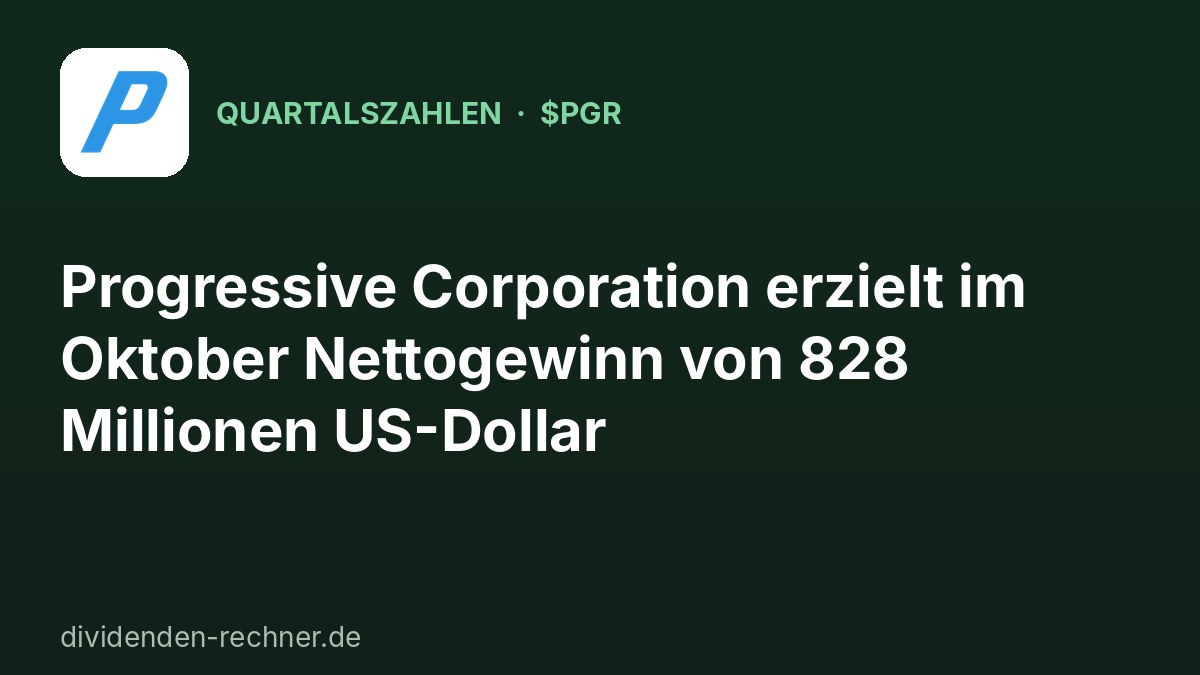 P
QUARTALSZAHLEN · $PGR
Progressive Corporation erzielt im
Oktober Nettogewinn von 828
Millionen US-Dollar
dividenden-rechner.de